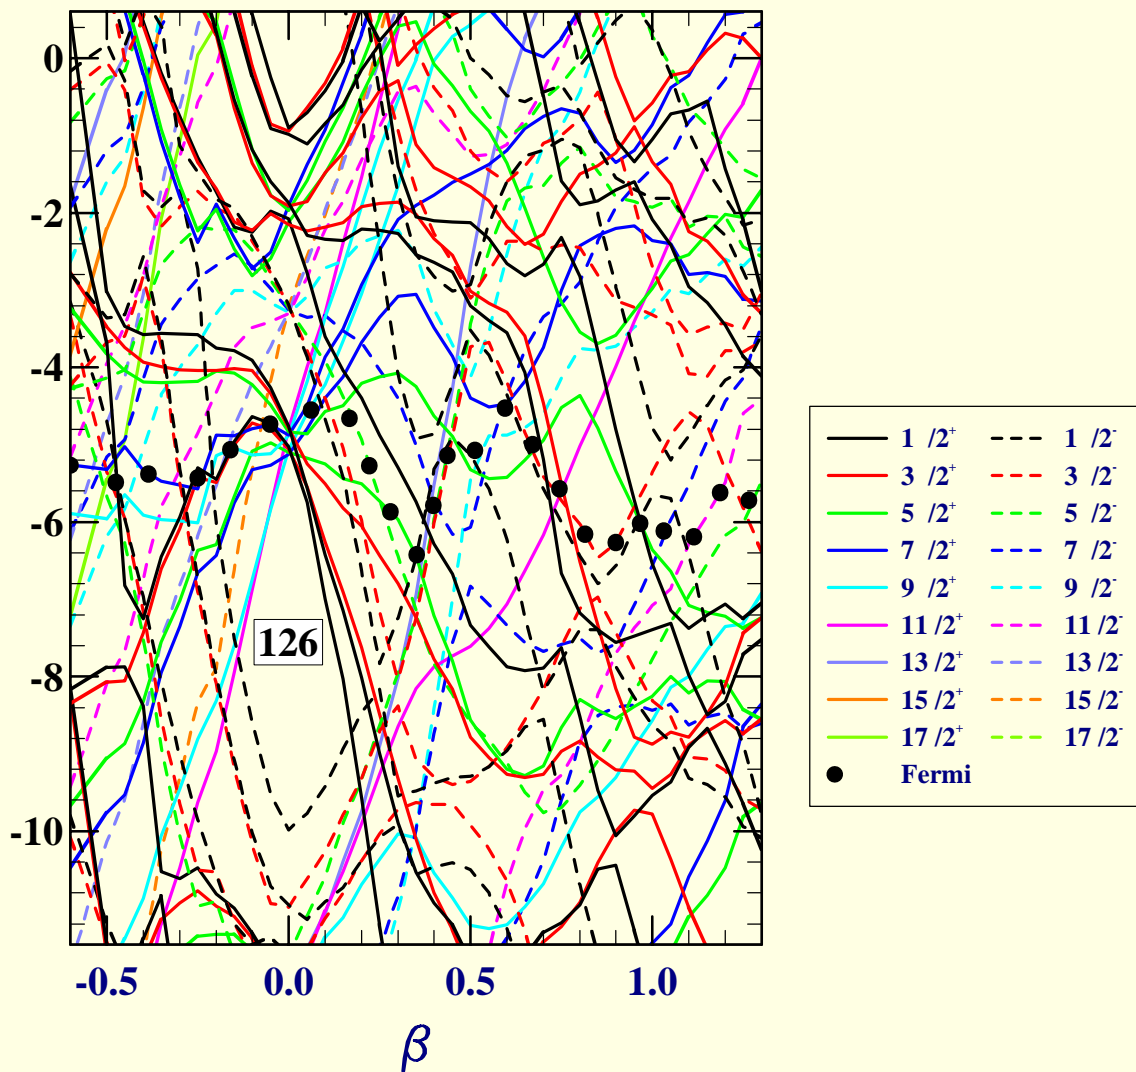 0
-2
-4
-6
-8
-10
126
-0.5 0.0 0.5 1.0
β
1 /2+ 1 /2-
3 /2+ 3 /2-
5 /2+ 5 /2-
7 /2+ 7 /2-
9 /2+ 9 /2-
11 /2+ 11 /2-
13 /2+ 13 /2-
15 /2+ 15 /2-
17 /2+ 17 /2-
Fermi